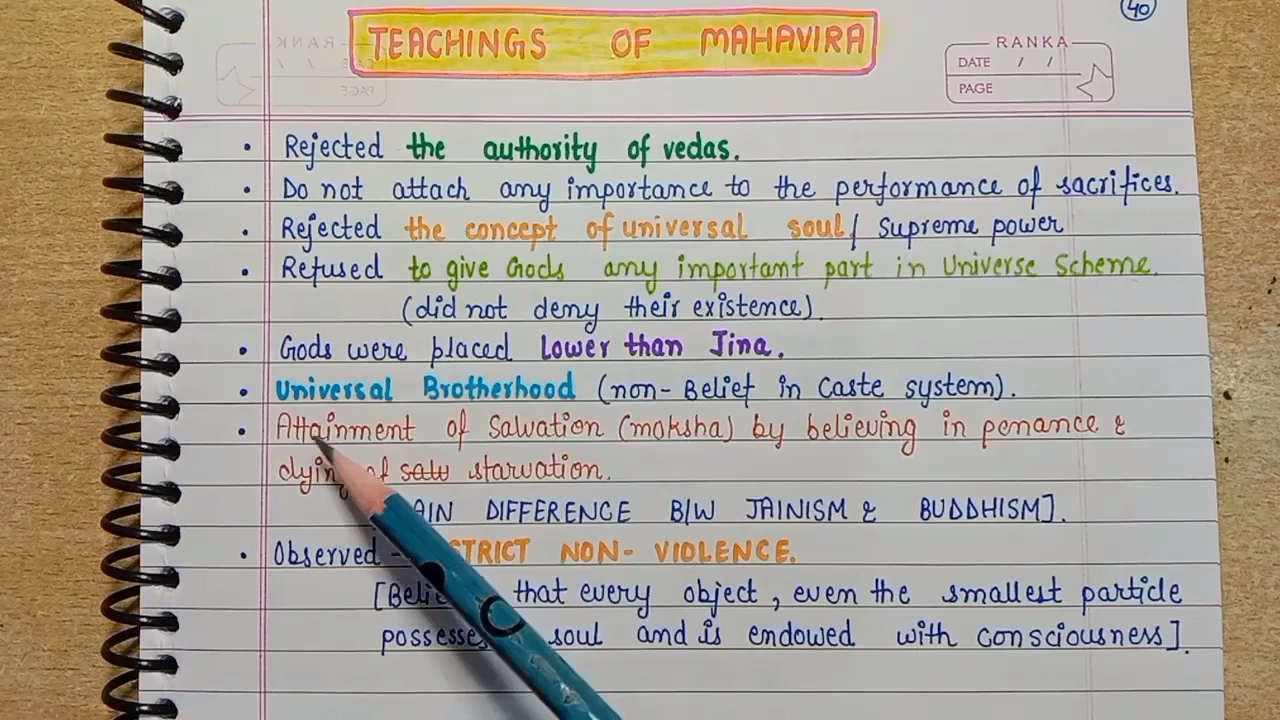 40
TEACHINGS OF MAHAVIRA
RANKA
DATE / /
PAGE
• Rejected the authority of vedas.
• Do not attach any importance to the performance of sacrifices.
• Rejected the concept of universal soul/ Supreme power
• Refused to give Gods any important part in Universe Scheme.
(did not deny their existence).
• Gods were placed Lower than Jina.
• Universal Brotherhood (non-Belief in Caste system).
• Attainment of Salvation (moksha) by believing in penance &
dying of salv starvation.
DIFFERENCE B/W JAINISM & BUDDHISM].
• Observed - STRICT NON-VIOLENCE.
that every object, even the smallest particle
soul and is endowed with consciousness].